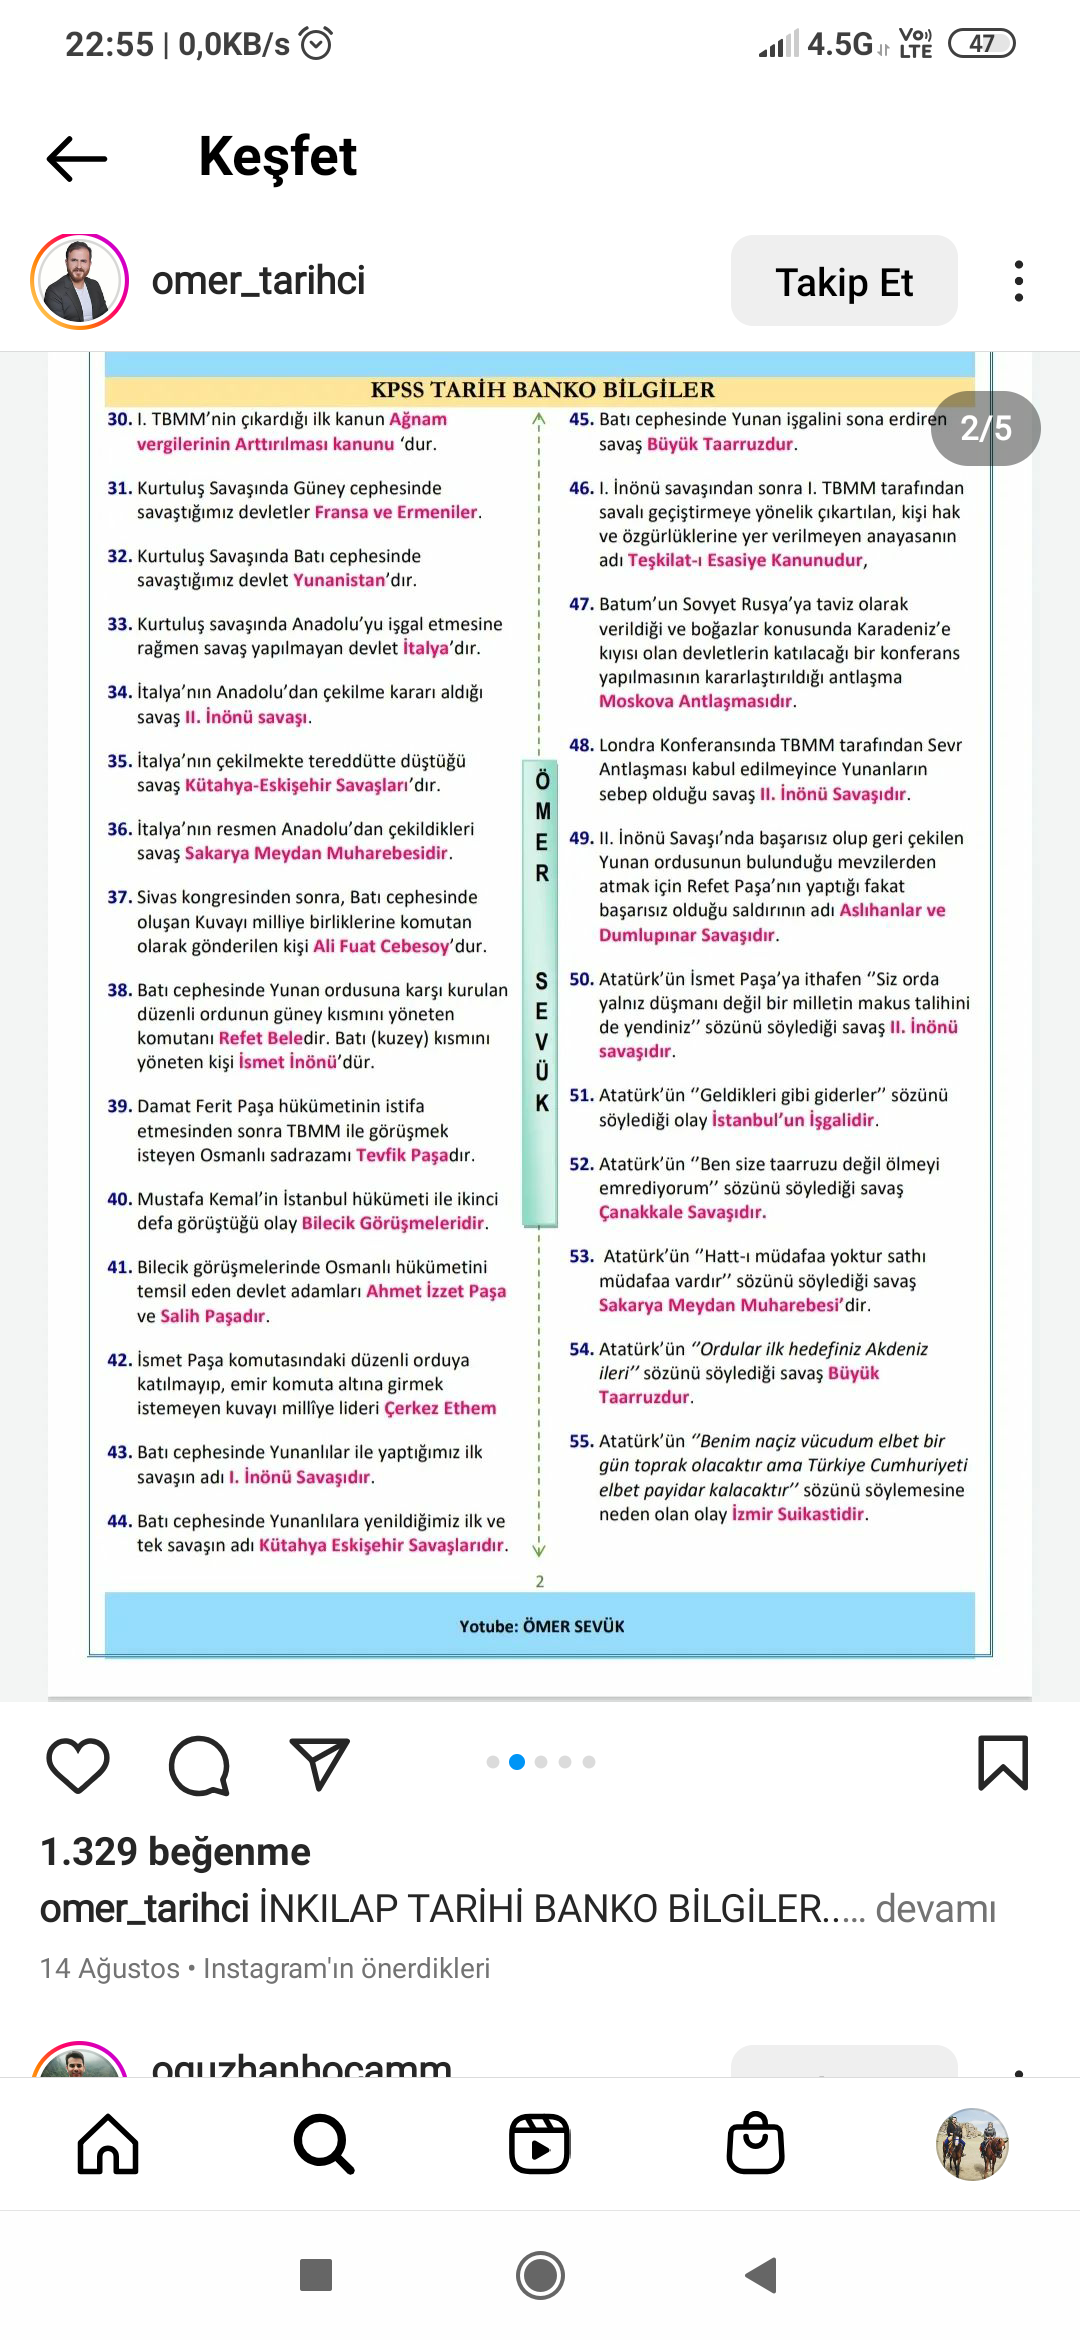 22:55 | 0,0KB/s
4.5G
Vo))
LTE
47
Keşfet
omer_tarihci
Takip Et
KPSS TARİH BANKO BİLGİLER
2/5
30. I. TBMM'nin çıkardığı ilk kanun Ağnam
vergilerinin Arttırılması kanunu 'dur.
31. Kurtuluş Savaşında Güney cephesinde
savaştığımız devletler Fransa ve Ermeniler.
32. Kurtuluş Savaşında Batı cephesinde
savaştığımız devlet Yunanistan'dır.
33. Kurtuluş savaşında Anadolu'yu işgal etmesine
rağmen savaş yapılmayan devlet İtalya'dır.
34. İtalya'nın Anadolu'dan çekilme kararı aldığı
savaş II. İnönü savaşı.
35. İtalya'nın çekilmekte tereddütte düştüğü
savaş Kütahya-Eskişehir Savaşları'dır.
36. İtalya'nın resmen Anadolu'dan çekildikleri
savaş Sakarya Meydan Muharebesidir.
37. Sivas kongresinden sonra, Batı cephesinde
oluşan Kuvayı milliye birliklerine komutan
olarak gönderilen kişi Ali Fuat Cebesoy'dur.
38. Batı cephesinde Yunan ordusuna karşı kurulan
düzenli ordunun güney kısmını yöneten
komutanı Refet Beledir. Batı (kuzey) kısmını
yöneten kişi İsmet İnönü'dür.
39. Damat Ferit Paşa hükümetinin istifa
etmesinden sonra TBMM ile görüşmek
isteyen Osmanlı sadrazamı Tevfik Paşadır.
40. Mustafa Kemal'in İstanbul hükümeti ile ikinci
defa görüştüğü olay Bilecik Görüşmeleridir.
41. Bilecik görüşmelerinde Osmanlı hükümetini
temsil eden devlet adamları Ahmet İzzet Paşa
ve Salih Paşadır.
42. İsmet Paşa komutasındaki düzenli orduya
katılmayıp, emir komuta altına girmek
istemeyen kuvayı millîye lideri Çerkez Ethem
43. Batı cephesinde Yunanlılar ile yaptığımız ilk
savaşın adı I. İnönü Savaşıdır.
44. Batı cephesinde Yunanlılara yenildiğimiz ilk ve
tek savaşın adı Kütahya Eskişehir Savaşlarıdır.
ÖMER SEVÜK
45. Batı cephesinde Yunan işgalini sona erdiren
savaş Büyük Taarruzdur.
46. I. İnönü savaşından sonra I. TBMM tarafından
savalı geçiştirmeye yönelik çıkartılan, kişi hak
ve özgürlüklerine yer verilmeyen anayasanın
adı Teşkilat-ı Esasiye Kanunudur,
47. Batum'un Sovyet Rusya'ya taviz olarak
verildiği ve boğazlar konusunda Karadeniz'e
kıyısı olan devletlerin katılacağı bir konferans
yapılmasının kararlaştırıldığı antlaşma
Moskova Antlaşmasıdır.
48. Londra Konferansında TBMM tarafından Sevr
Antlaşması kabul edilmeyince Yunanların
sebep olduğu savaş II. İnönü Savaşıdır.
49. II. İnönü Savaşı'nda başarısız olup geri çekilen
Yunan ordusunun bulunduğu mevzilerden
atmak için Refet Paşa'nın yaptığı fakat
başarısız olduğu saldırının adı Aslıhanlar ve
Dumlupınar Savaşıdır.
50. Atatürk'ün İsmet Paşa'ya ithafen ''Siz orda
yalnız düşmanı değil bir milletin makus talihini
de yendiniz'' sözünü söylediği savaş II. İnönü
savaşıdır.
51. Atatürk'ün ''Geldikleri gibi giderler'' sözünü
söylediği olay İstanbul'un İşgalidir.
52. Atatürk'ün ''Ben size taarruzu değil ölmeyi
emrediyorum'' sözünü söylediği savaş
Çanakkale Savaşıdır.
53. Atatürk'ün ''Hatt-ı müdafaa yoktur sathı
müdafaa vardır'' sözünü söylediği savaş
Sakarya Meydan Muharebesi'dir.
54. Atatürk'ün ''Ordular ilk hedefiniz Akdeniz
ileri'' sözünü söylediği savaş Büyük
Taarruzdur.
55. Atatürk'ün ''Benim naçiz vücudum elbet bir
gün toprak olacaktır ama Türkiye Cumhuriyeti
elbet payidar kalacaktır'' sözünü söylemesine
neden olan olay İzmir Suikastidir.
2
Yotube: ÖMER SEVÜK
1.329 beğenme
omer_tarihci İNKILAP TARİHİ BANKO BİLGİLER..... devamı
14 Ağustos • Instagram'ın önerdikleri
oguzhanhocamm